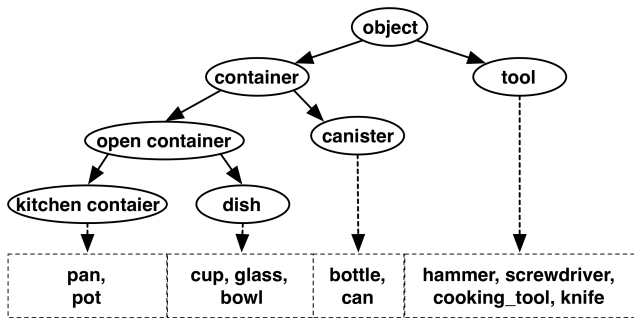 object
container
tool
open container
canister
kitchen contaier
dish
pan,
pot
cup, glass,
bowl
bottle,
can
hammer, screwdriver,
cooking_tool, knife